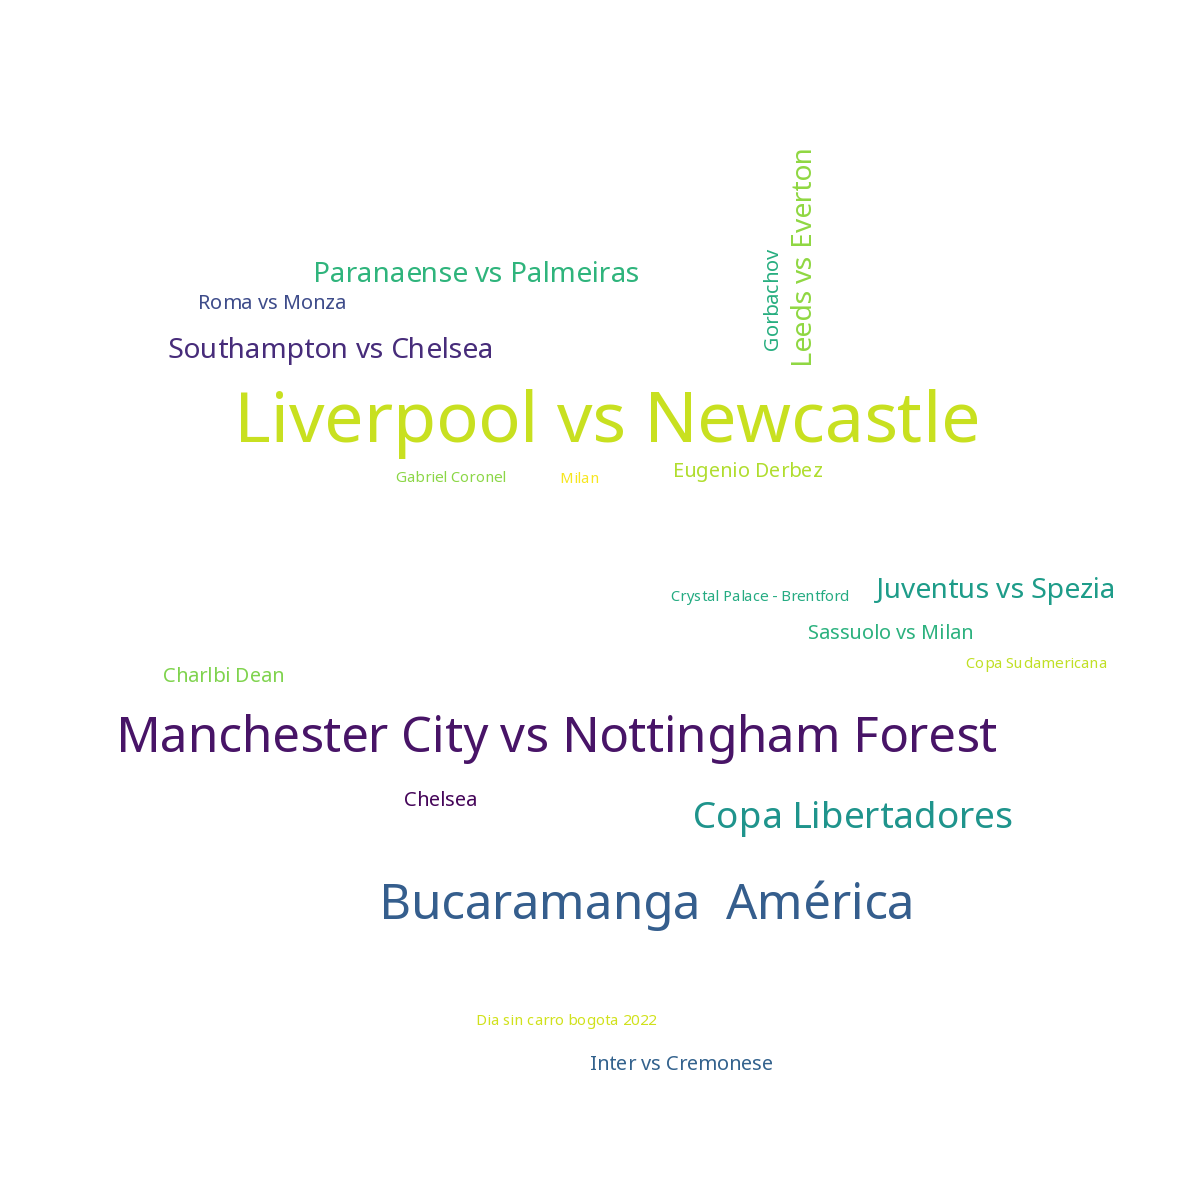 Leeds vs Everton
Gorbachov
Paranaense vs Palmeiras
Roma vs Monza
Southampton vs Chelsea
Liverpool vs Newcastle
Gabriel Coronel
Milan
Eugenio Derbez
Juventus vs Spezia
Crystal Palace - Brentford
Sassuolo vs Milan
Copa Sudamericana
Charlbi Dean
Manchester City vs Nottingham Forest
Chelsea
Copa Libertadores
Bucaramanga América
Dia sin carro bogota 2022
Inter vs Cremonese